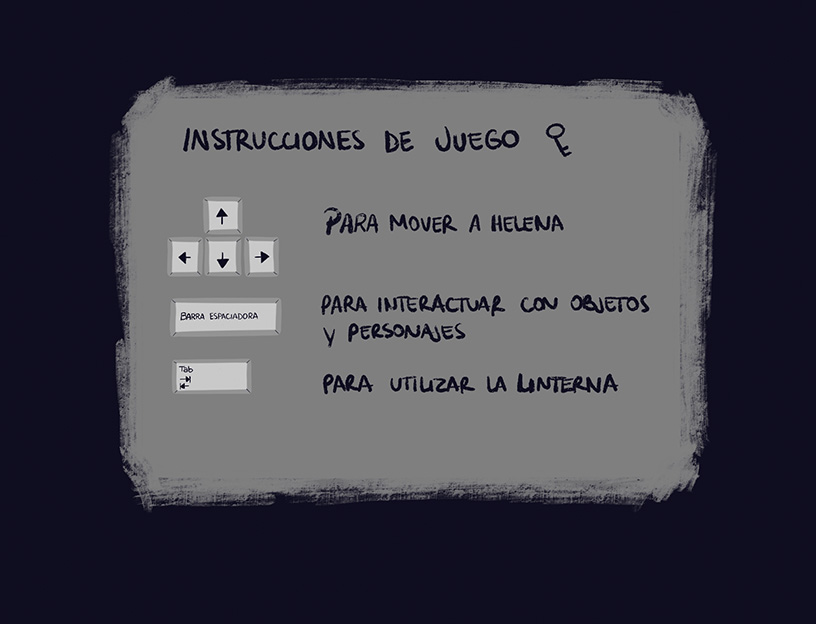 INSTRUCCIONES DE JUEGO
PARA MOVER A HELENA
BARRA ESPACIADORA
PARA INTERACTUAR CON OBJETOS
Y PERSONAJES
Tab
PARA UTILIZAR LA LINTERNA